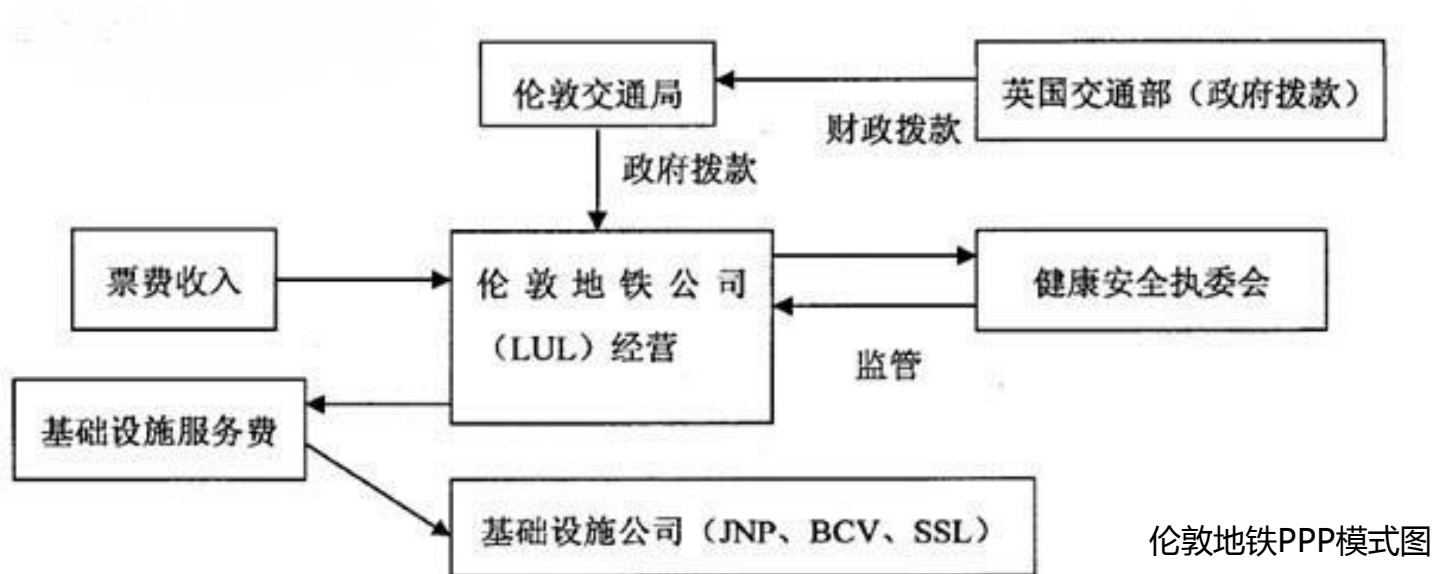 伦敦交通局
英国交通部（政府拨款）
财政拨款
政府拨款
票费收入
伦敦地铁公司
（LUL）经营
健康安全执委会
监管
基础设施服务费
基础设施公司（JNP、BCV、SSL）
伦敦地铁PPP模式图